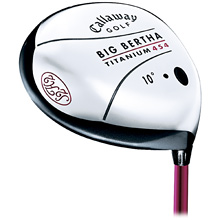 Callaway
GOLF
BIG BERTHA
TITANIUM 454
10°